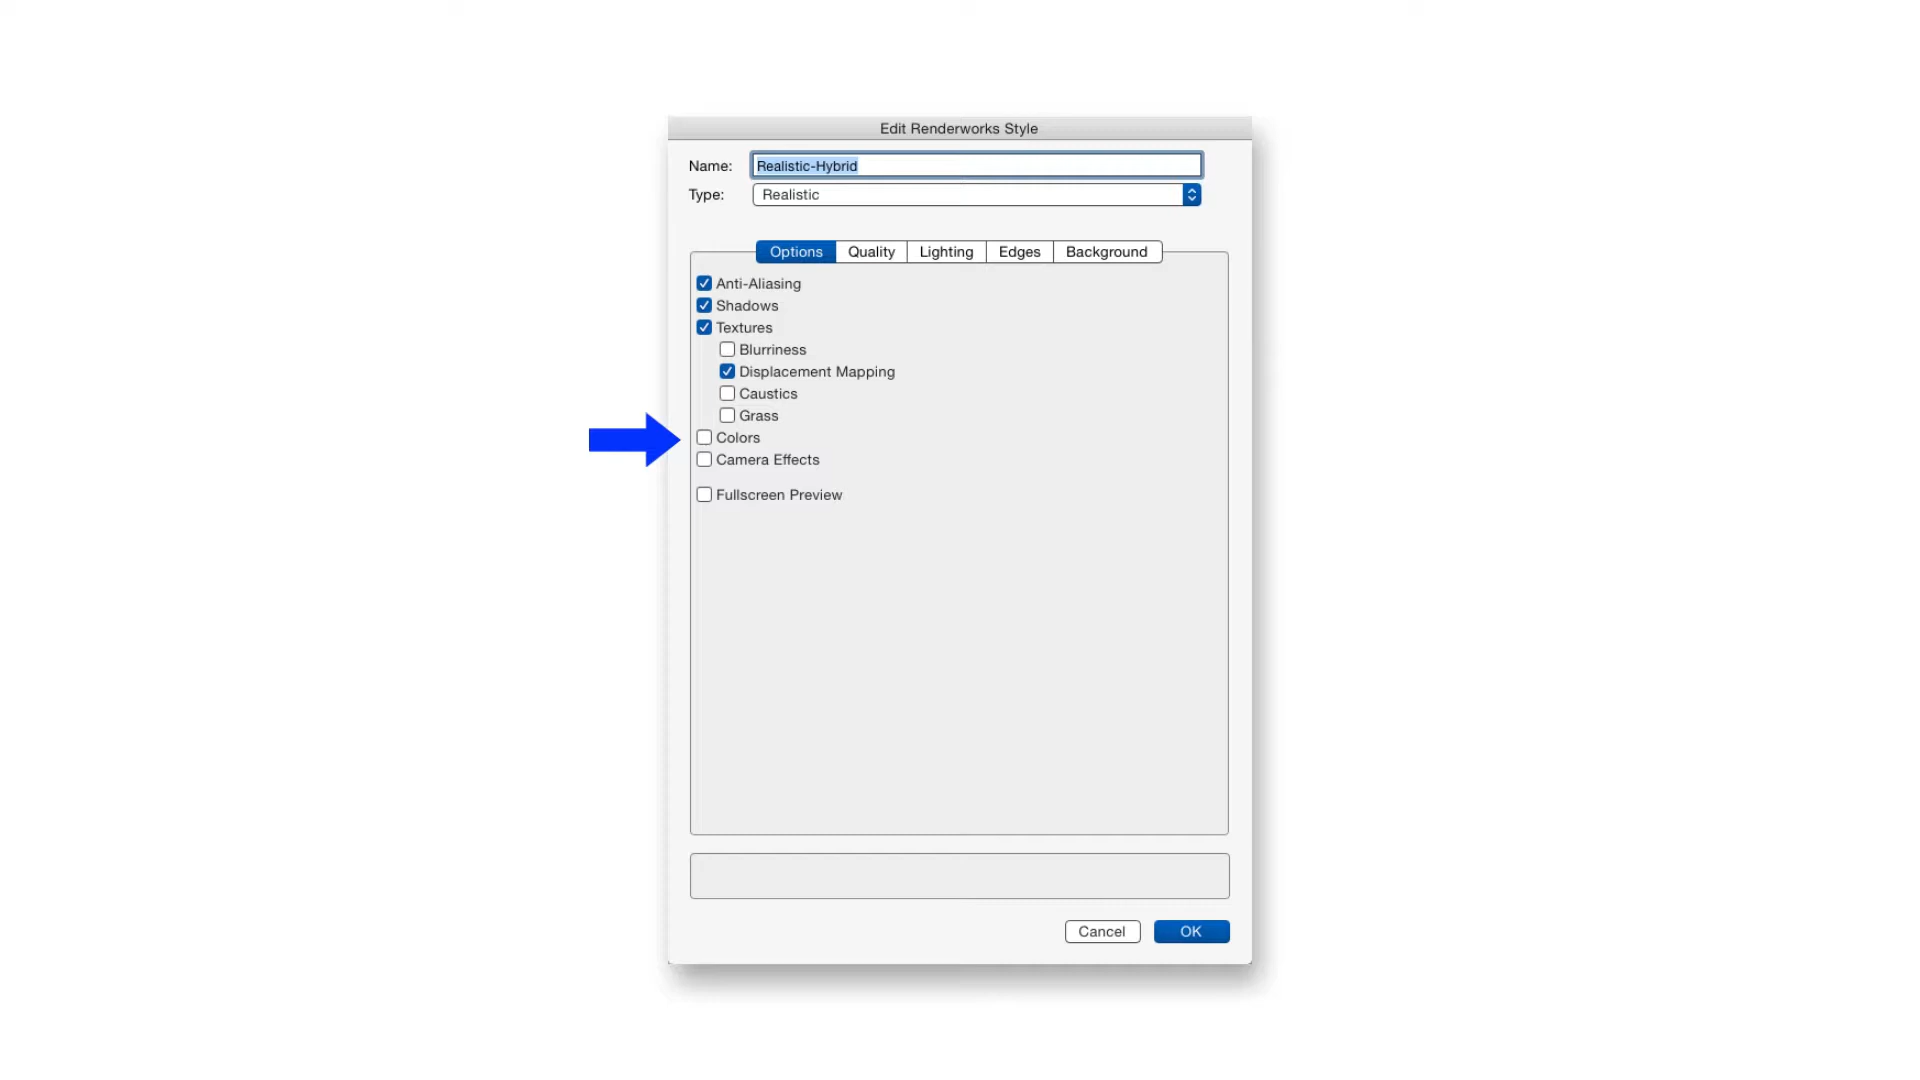 Edit Renderworks Style
Name: Realistic-Hybrid
Type: Realistic
Options Quality Lighting Edges Background
Anti-Aliasing
Shadows
Textures
Blurriness
Displacement Mapping
Caustics
Grass
Colors
Camera Effects
Fullscreen Preview
Cancel OK